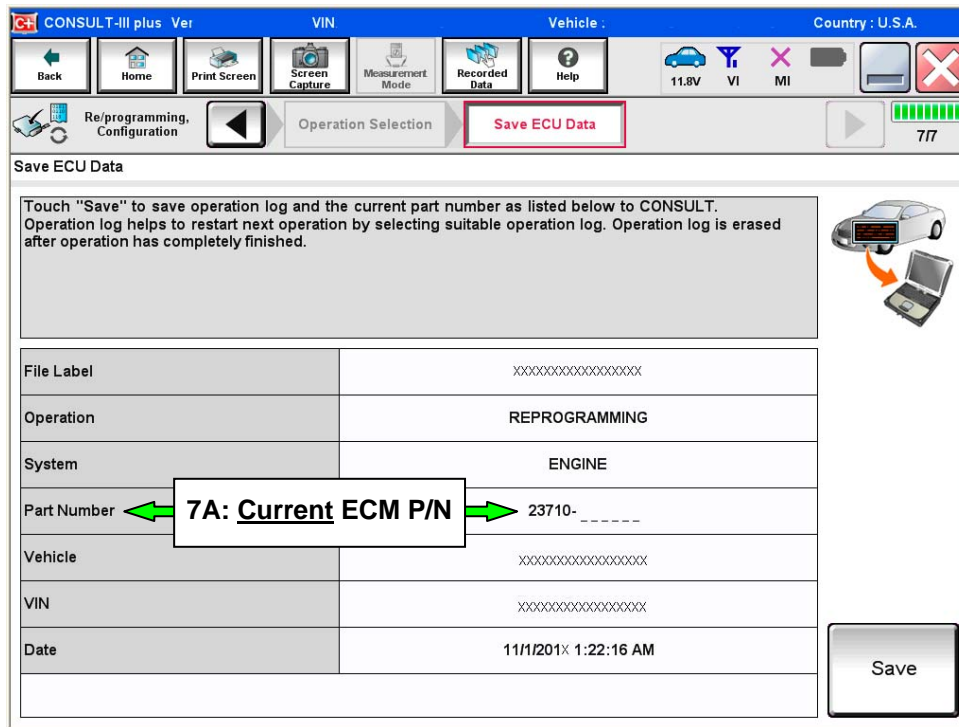 C+ CONSULT-III plus Ver VIN. Vehicle : Country : U.S.A.
Back
Home
Print Screen
Screen Capture
Measurement Mode
Recorded Data
? Help
11.8V
VI
MI
Re/programming, Configuration
Operation Selection
Save ECU Data
7/7
Save ECU Data
Touch "Save" to save operation log and the current part number as listed below to CONSULT.
Operation log helps to restart next operation by selecting suitable operation log. Operation log is erased
after operation has completely finished.
File Label XXXXXXXXXXXXXXXXX
Operation REPROGRAMMING
System ENGINE
Part Number 7A: Current ECM P/N 23710-_ _ _ _ _ _
Vehicle XXXXXXXXXXXXXXXXX
VIN XXXXXXXXXXXXXXXXX
Date 11/1/201X 1:22:16 AM
Save